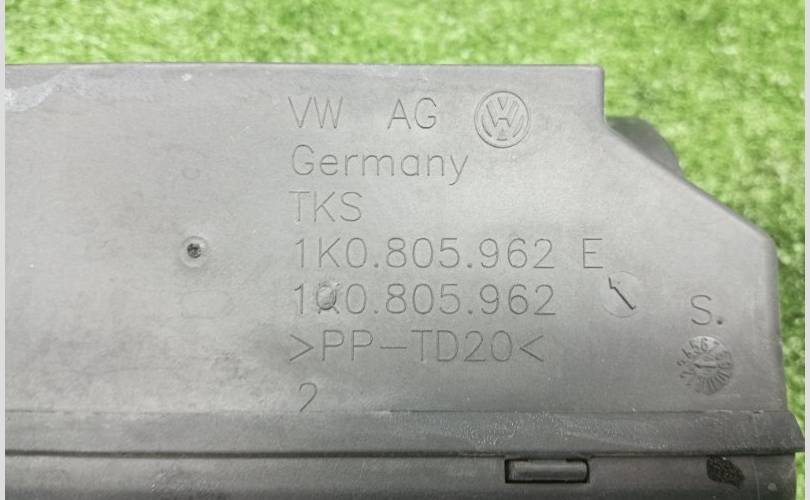 VW AG
Germany
TKS
1K0.805.962 E
1K0.805.962
>PP-TD20<
S.
2